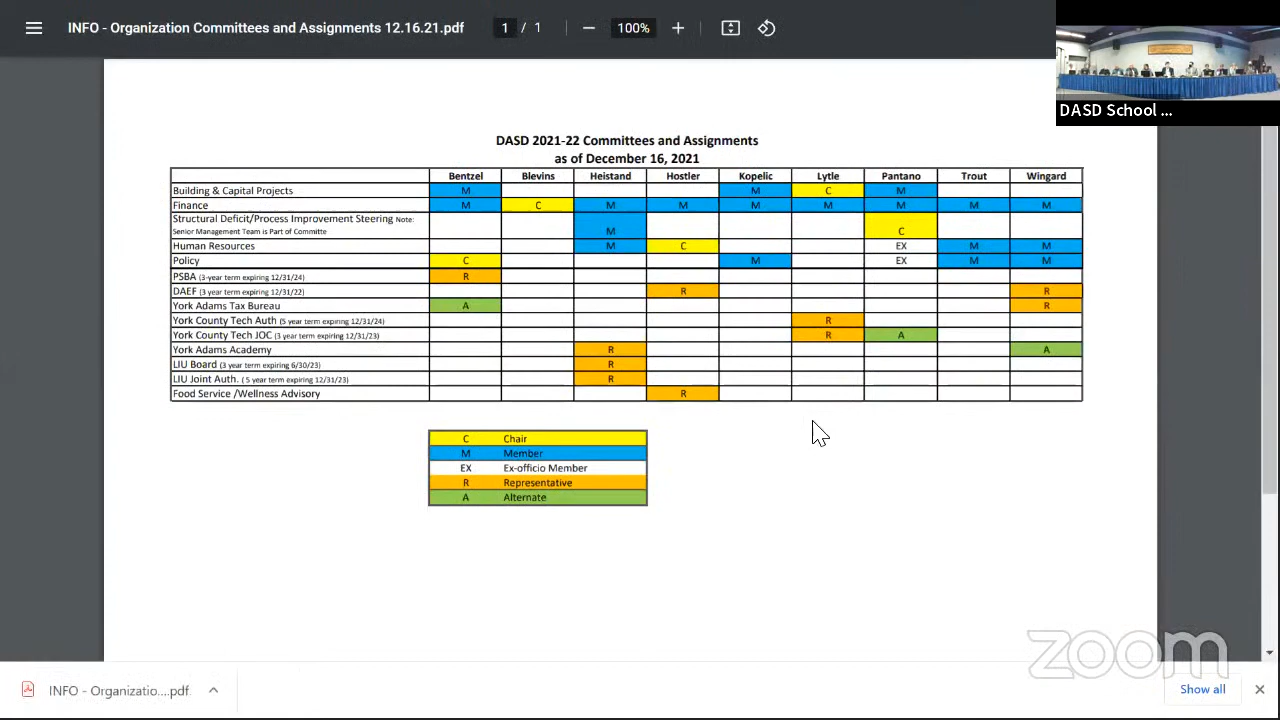 INFO - Organization Committees and Assignments 12.16.21.pdf 1 / 1 100%
DASD School ...
DASD 2021-22 Committees and Assignments
as of December 16, 2021
Bentzel Blevins Heistand Hostler Kopelic Lytle Pantano Trout Wingard
Building & Capital Projects M M C M
Finance M C M M M M M M M
Structural Deficit/Process Improvement Steering Note:
Senior Management Team is Part of Committe M C
Human Resources M C EX M M
Policy C M EX M M
PSBA (3-year term expiring 12/31/24) R
DAEF (3 year term expiring 12/31/22) R R
York Adams Tax Bureau A R
York County Tech Auth (5 year term expiring 12/31/24) R
York County Tech JOC (3 year term expiring 12/31/23) R A
York Adams Academy R A
LIU Board (3 year term expiring 6/30/23) R
LIU Joint Auth. ( 5 year term expiring 12/31/23) R
Food Service /Wellness Advisory R
C Chair
M Member
EX Ex-officio Member
R Representative
A Alternate
zoom
INFO - Organizatio....pdf
Show all